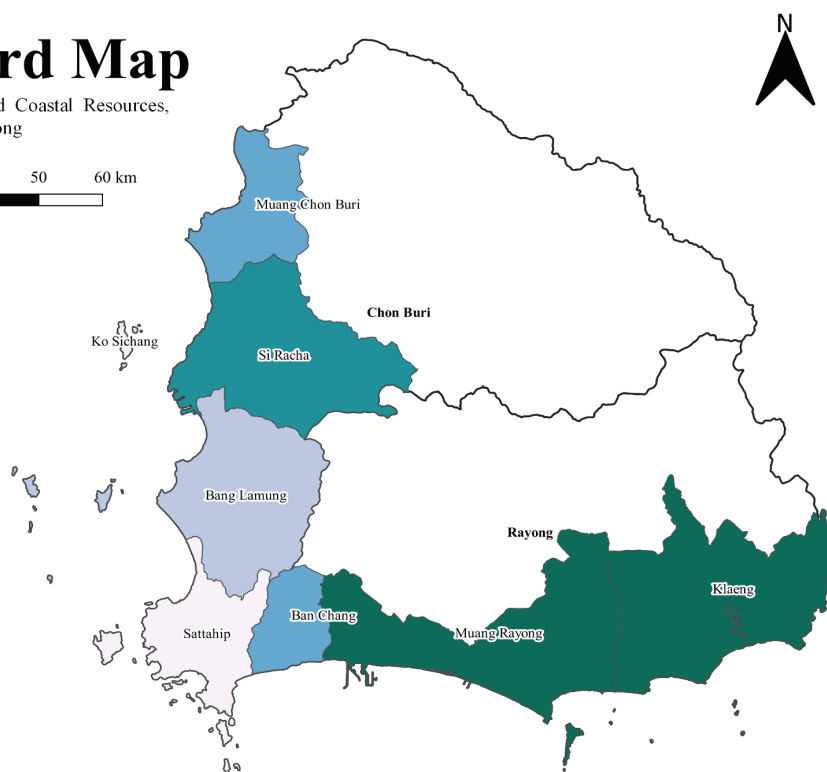 rd Map
d Coastal Resources,
ong
50 60 km
N
Muang Chon Buri
Chon Buri
Ko Sichang
Si Racha
Bang Lamung
Rayong
Klaeng
Ban Chang
Sattahip
Muang Rayong